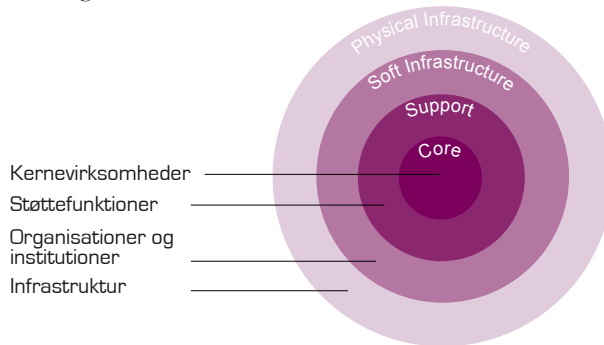 Physical Infrastructure
Soft Infrastructure
Support
Core
Kernevirksomheder
Støttefunktioner
Organisationer og
institutioner
Infrastruktur